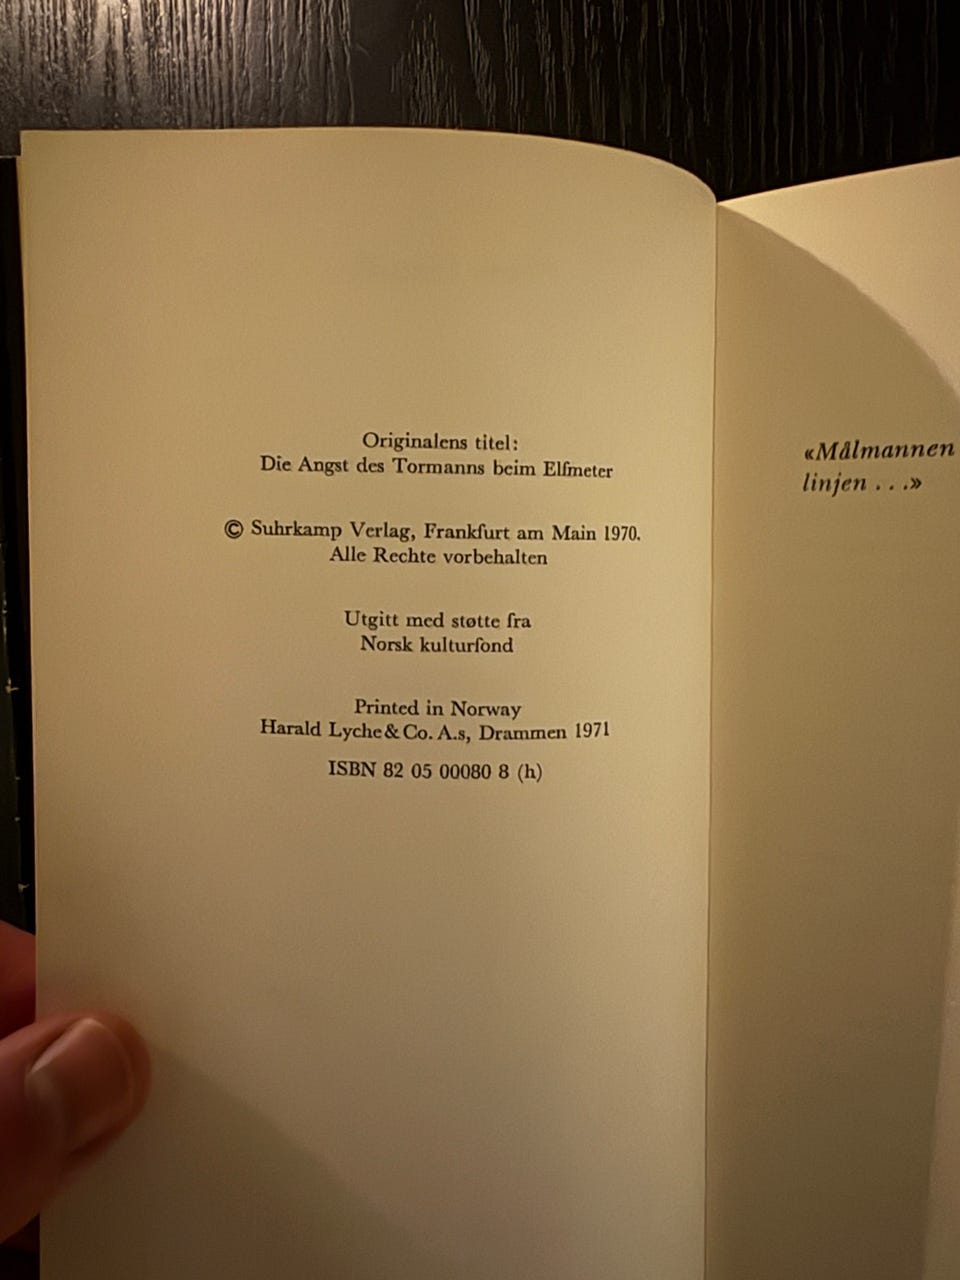 Originalens titel:
Die Angst des Tormanns beim Elfmeter
© Suhrkamp Verlag, Frankfurt am Main 1970.
Alle Rechte vorbehalten
Utgitt med støtte fra
Norsk kulturfond
Printed in Norway
Harald Lyche & Co. A.s, Drammen 1971
ISBN 82 05 00080 8 (h)
«Målmannen
linjen . . .»